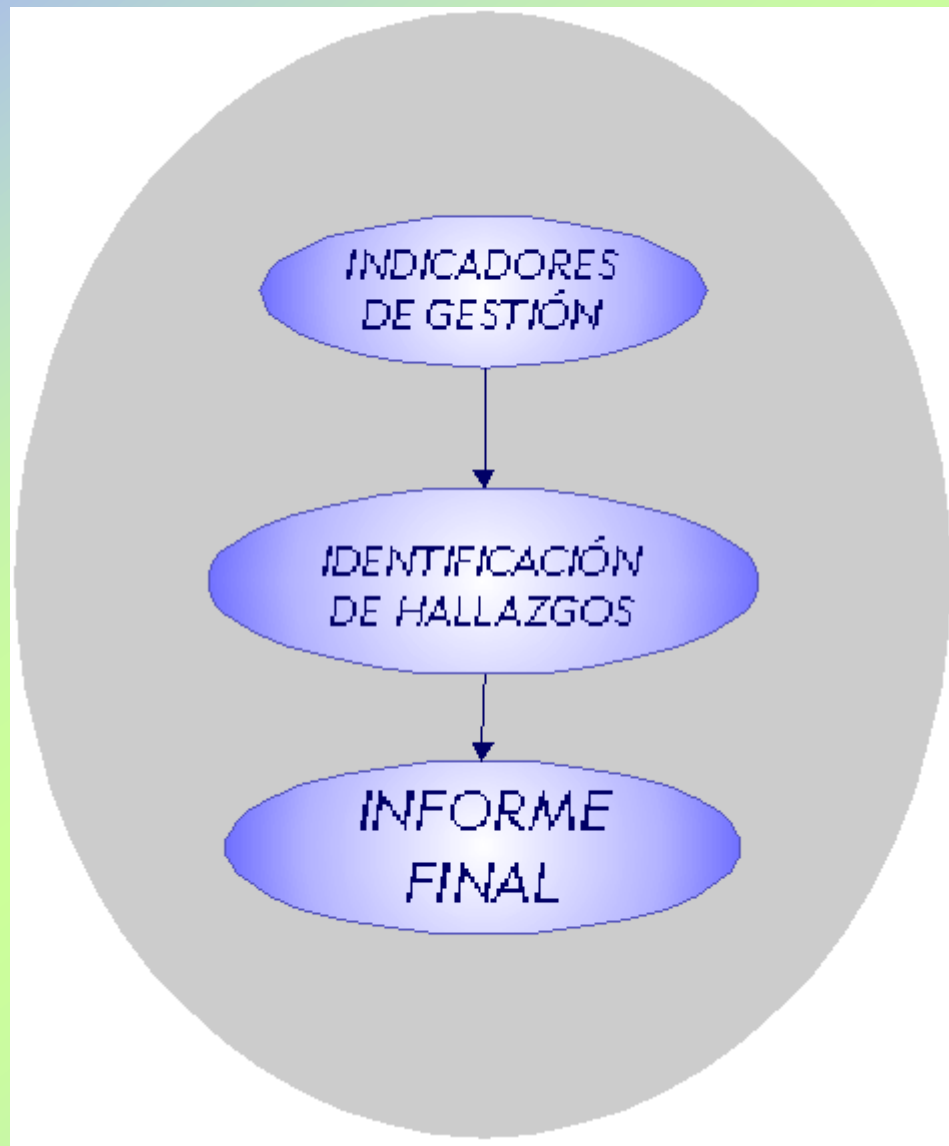 INDICADORES
DE GESTIÓN
IDENTIFICACIÓN
DE HALLAZGOS
INFORME
FINAL